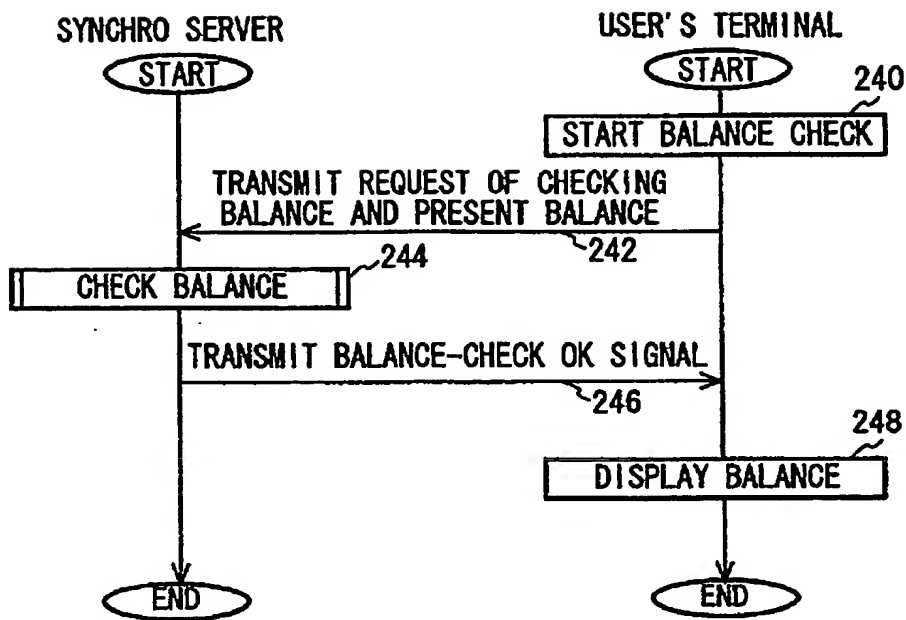 SYNCHRO SERVER
USER'S TERMINAL
START
START
240
START BALANCE CHECK
TRANSMIT REQUEST OF CHECKING
BALANCE AND PRESENT BALANCE
242
244
CHECK BALANCE
TRANSMIT BALANCE-CHECK OK SIGNAL
246
248
DISPLAY BALANCE
END
END